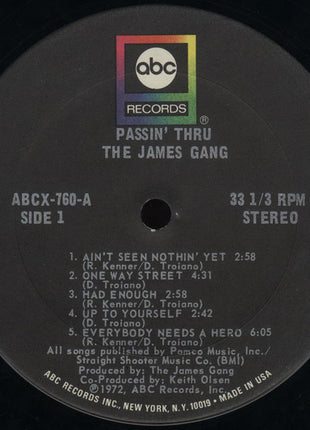 abc
RECORDS
®
PASSIN' THRU
THE JAMES GANG
ABCX-760-A
SIDE 1
33 1/3 RPM
STEREO
1. AIN'T SEEN NOTHIN' YET 2:58
(R. Kenner/D. Troiano)
2. ONE WAY STREET 4:31
(R. Kenner/D. Troiano)
3. HAD ENOUGH 2:58
(R. Kenner/D. Troiano)
4. UP TO YOURSELF 2:42
(D. Troiano)
5. EVERYBODY NEEDS A HERO 6:05
(R. Kenner/D. Troiano)
All songs published by Pamco Music, Inc./
Straight Shooter Music Co. (BMI)
Produced by: The James Gang
Co-Produced by: Keith Olsen
℗1972, ABC Records, Inc.
ABC RECORDS INC., NEW YORK, N.Y. 10019 • MADE IN USA